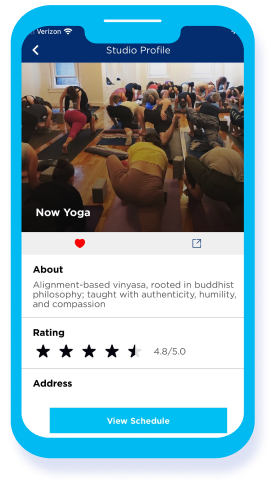 Verizon
Studio Profile
Now Yoga
About
Alignment-based vinyasa, rooted in buddhist
philosophy; taught with authenticity, humility,
and compassion
Rating
4.8/5.0
Address
View Schedule